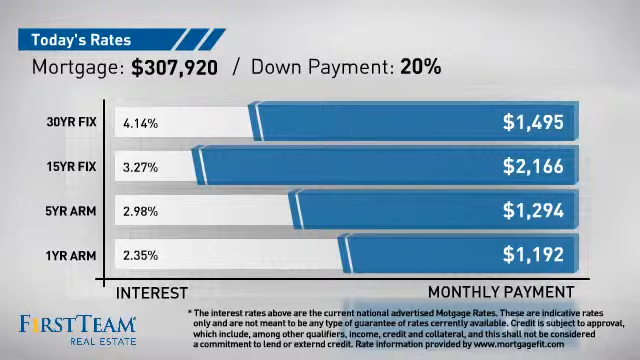 Today's Rates
Mortgage: $307,920 / Down Payment: 20%
30YR FIX 4.14% $1,495
15YR FIX 3.27% $2,166
5YR ARM 2.98% $1,294
1YR ARM 2.35% $1,192
INTEREST MONTHLY PAYMENT
* The interest rates above are the current national advertised Mortgage Rates. These are indicative rates
only and are not meant to be any type of guarantee of rates cerrently available. Credit is subject to approval,
which include, among other qualifiers, income, credit and collateral, and this shall not be considered
a commitment to lend or externd credit. Rate information provided by www.mortgagefit.com
FIRSTTEAM®
REAL ESTATE